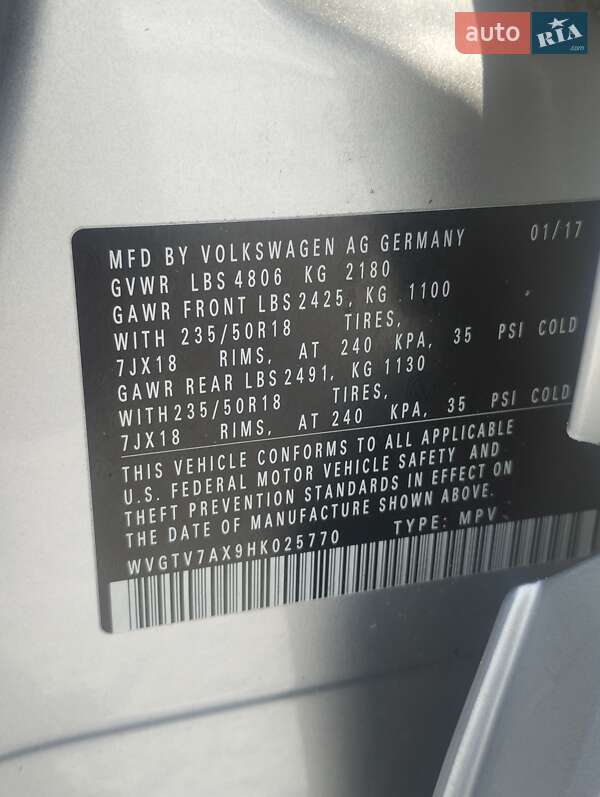 auto RIA .com
MFD BY VOLKSWAGEN AG GERMANY 01/17
GVWR LBS 4806 KG 2180
GAWR FRONT LBS 2425, KG 1100
WITH 235/50R18 TIRES,
7JX18 RIMS, AT 240 KPA, 35 PSI COLD
GAWR REAR LBS 2491, KG 1130
WITH 235/50R18 TIRES,
7JX18 RIMS, AT 240 KPA, 35 PSI COLD
THIS VEHICLE CONFORMS TO ALL APPLICABLE
U.S. FEDERAL MOTOR VEHICLE SAFETY AND
THEFT PREVENTION STANDARDS IN EFFECT ON
THE DATE OF MANUFACTURE SHOWN ABOVE.
WVGTV7AX9HK025770 TYPE: MPV